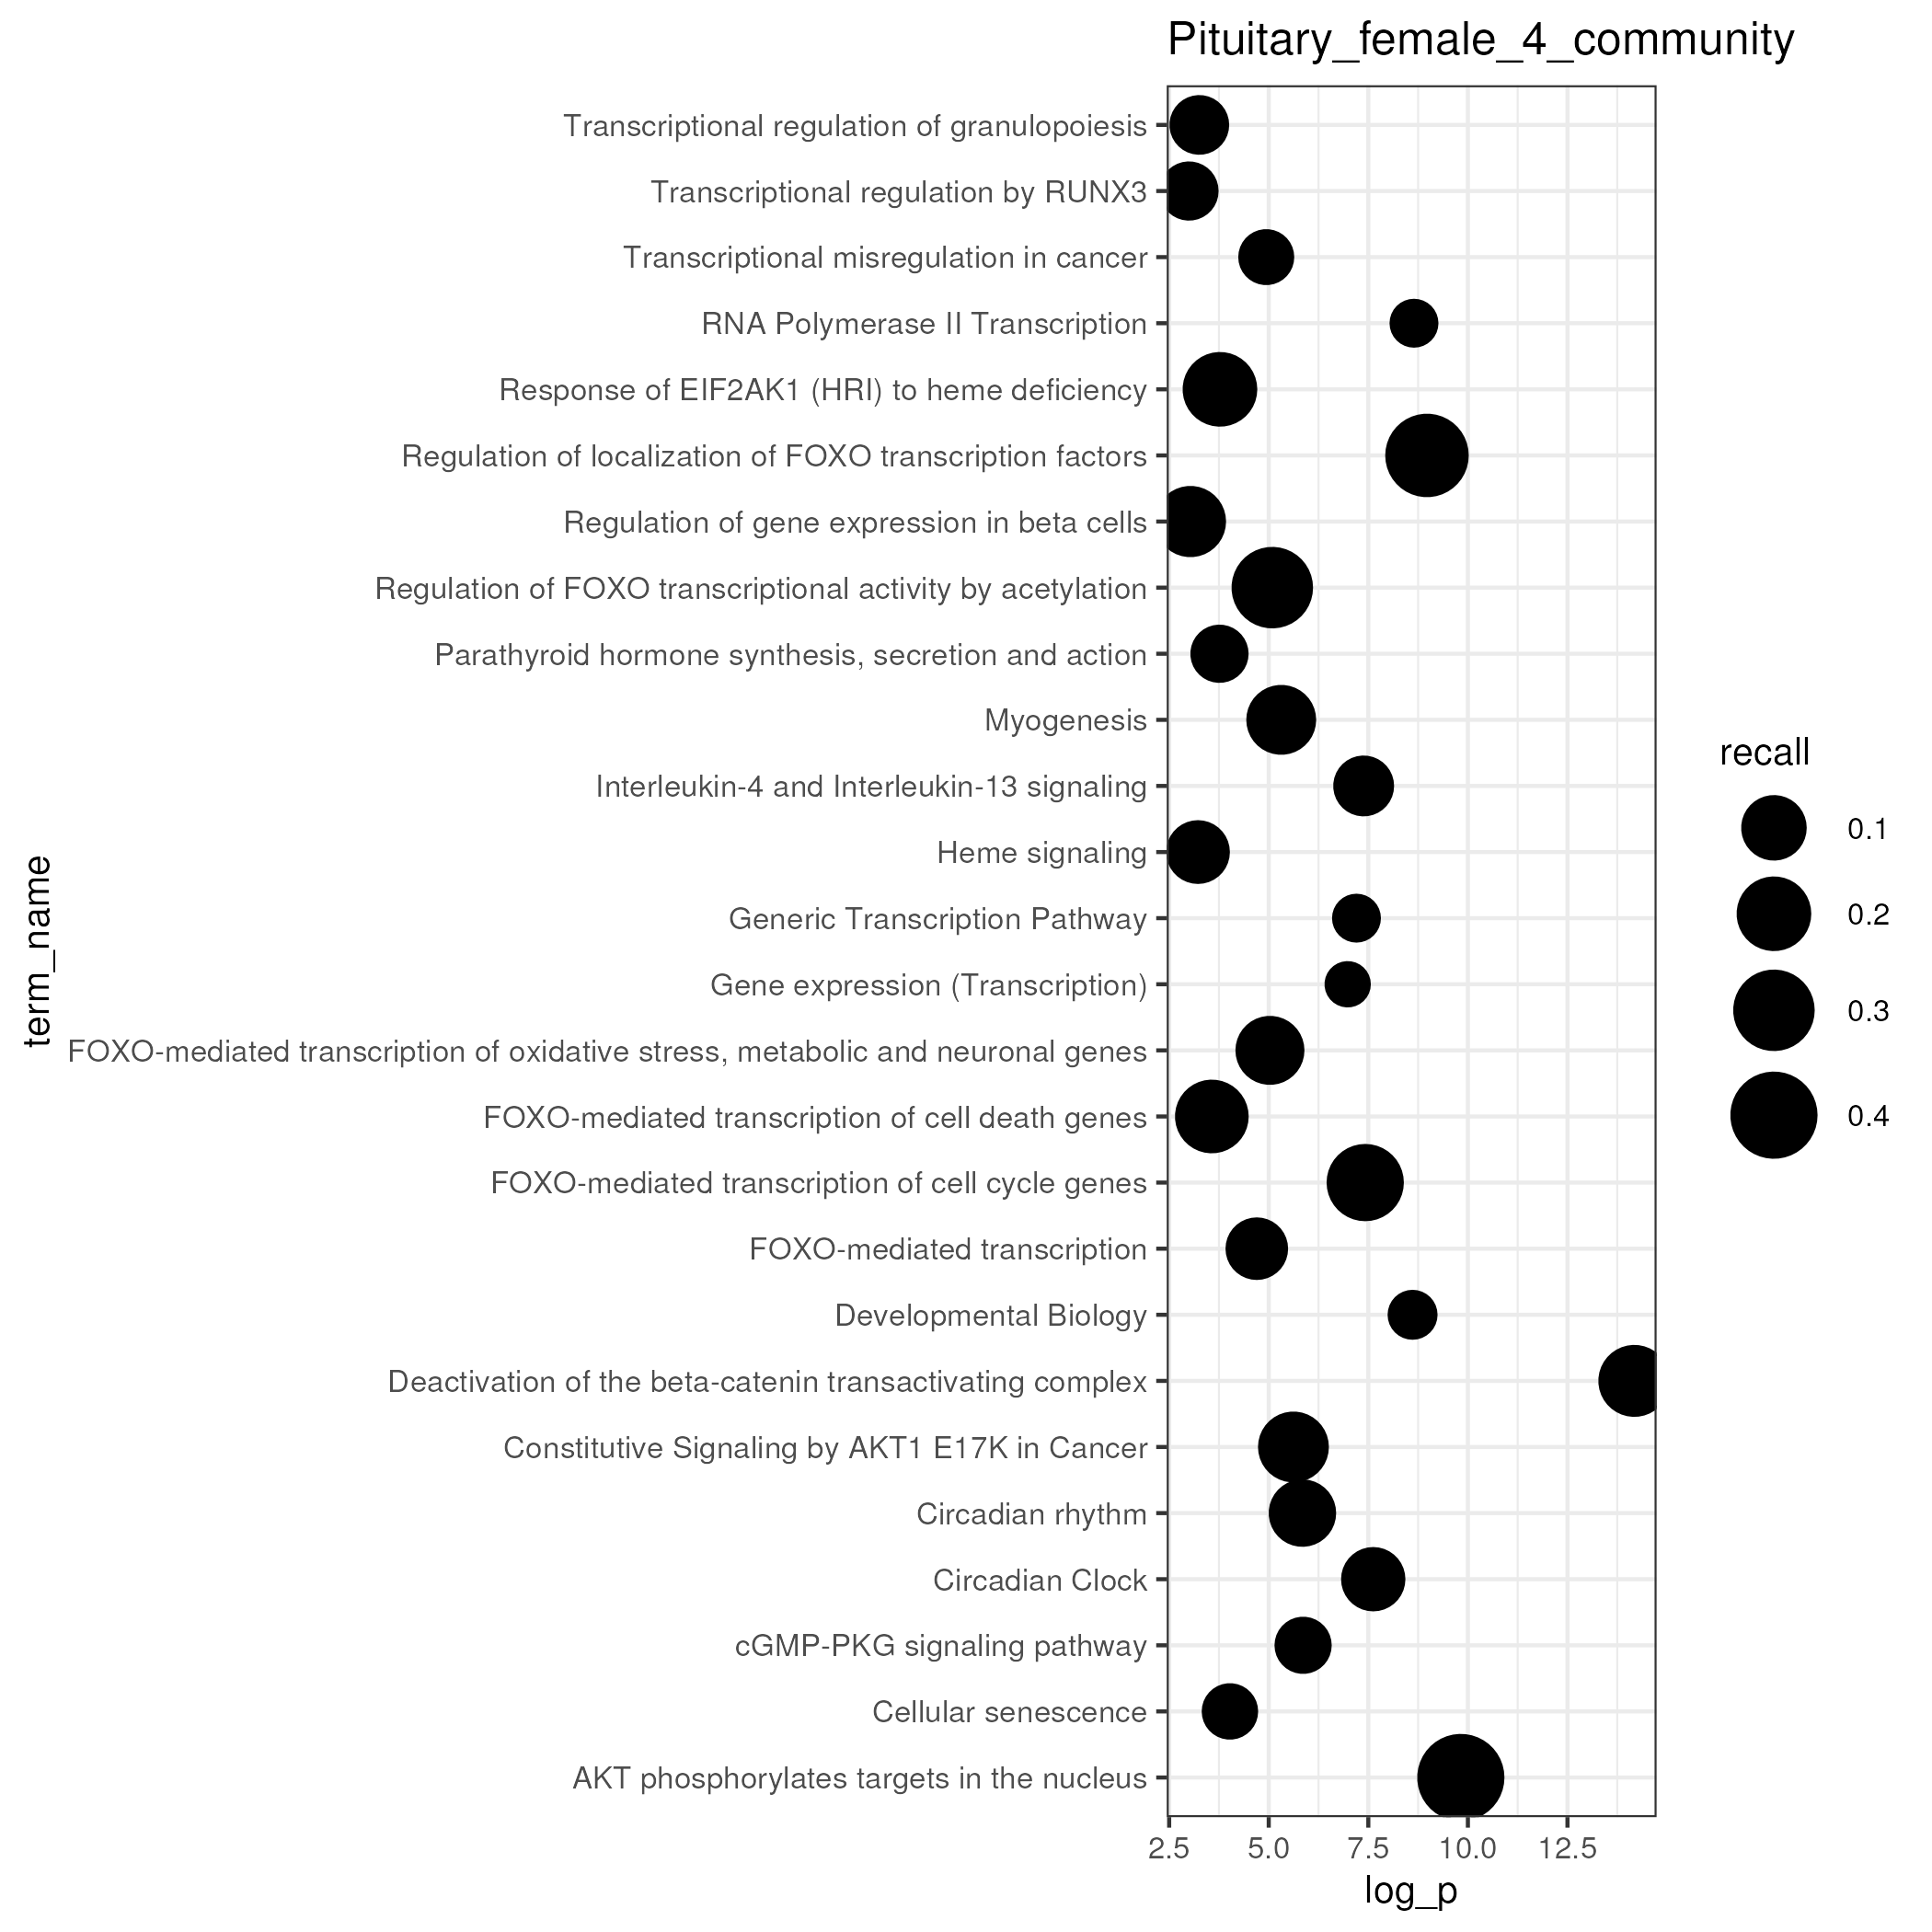 Pituitary_female_4_community
Transcriptional regulation of granulopoiesis
Transcriptional regulation by RUNX3
Transcriptional misregulation in cancer
RNA Polymerase II Transcription
Response of EIF2AK1 (HRI) to heme deficiency
Regulation of localization of FOXO transcription factors
Regulation of gene expression in beta cells
Regulation of FOXO transcriptional activity by acetylation
Parathyroid hormone synthesis, secretion and action
Myogenesis
Interleukin-4 and Interleukin-13 signaling
Heme signaling
Generic Transcription Pathway
Gene expression (Transcription)
FOXO-mediated transcription of oxidative stress, metabolic and neuronal genes
FOXO-mediated transcription of cell death genes
FOXO-mediated transcription of cell cycle genes
FOXO-mediated transcription
Developmental Biology
Deactivation of the beta-catenin transactivating complex
Constitutive Signaling by AKT1 E17K in Cancer
Circadian rhythm
Circadian Clock
cGMP-PKG signaling pathway
Cellular senescence
AKT phosphorylates targets in the nucleus
term_name
2.5 5.0 7.5 10.0 12.5
log_p
recall
0.1
0.2
0.3
0.4